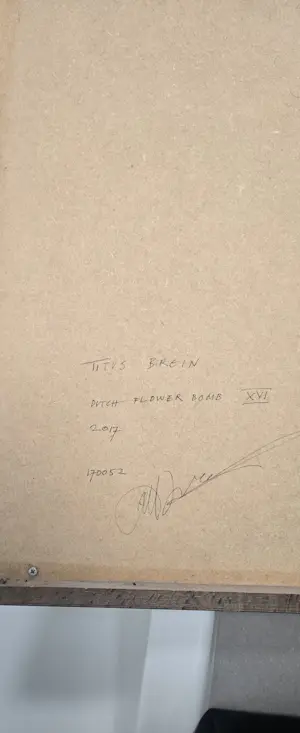 TITUS BREIN
DUTCH FLOWER BOMB XVI
2017
170052